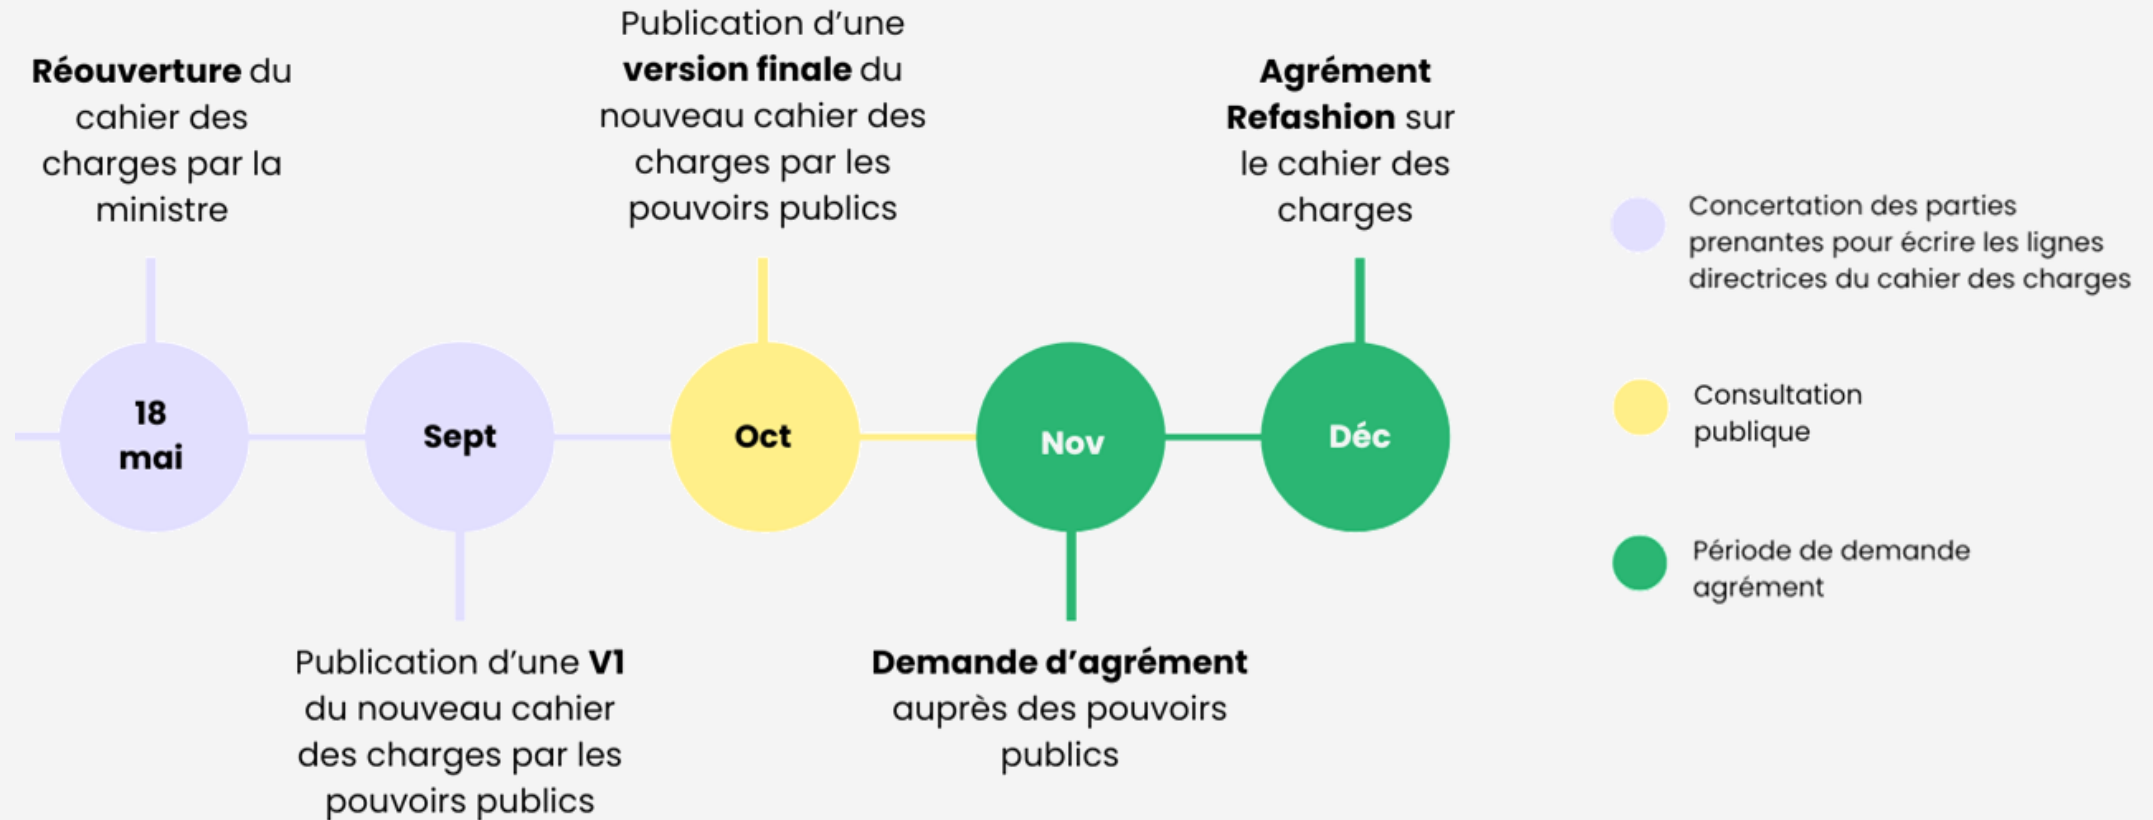 Réouverture du
cahier des
charges par la
ministre
Publication d’une
version finale du
nouveau cahier des
charges par les
pouvoirs publics
Agrément
Refashion sur
le cahier des
charges
18
mai
Sept
Oct
Nov
Déc
Publication d’une V1
du nouveau cahier
des charges par les
pouvoirs publics
Demande d’agrément
auprès des pouvoirs
publics
Concertation des parties
prenantes pour écrire les lignes
directrices du cahier des charges
Consultation
publique
Période de demande
agrément